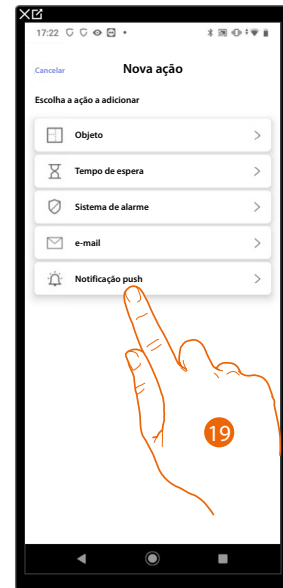 17:22
Cancelar
Nova ação
Escolha a ação a adicionar
Objeto
Tempo de espera
Sistema de alarme
e-mail
Notificação push
19